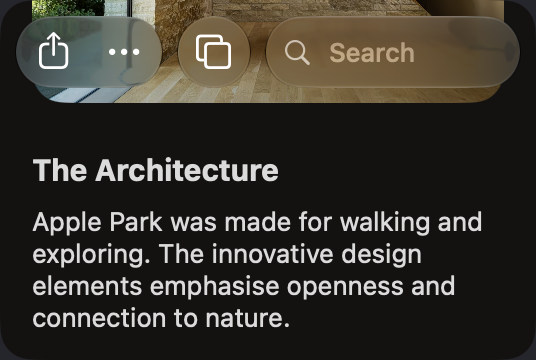 Search
The Architecture
Apple Park was made for walking and
exploring. The innovative design
elements emphasise openness and
connection to nature.